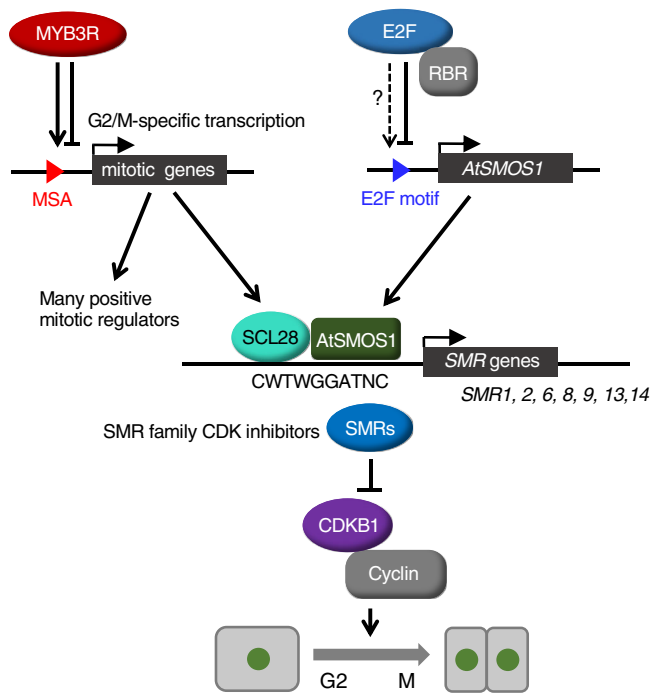 MYB3R
E2F
RBR
?
G2/M-specific transcription
mitotic genes
AtSMOS1
MSA
E2F motif
Many positive
mitotic regulators
SCL28
AtSMOS1
SMR genes
CWTWGGATNC
SMR1, 2, 6, 8, 9, 13,14
SMR family CDK inhibitors
SMRs
CDKB1
Cyclin
G2
M